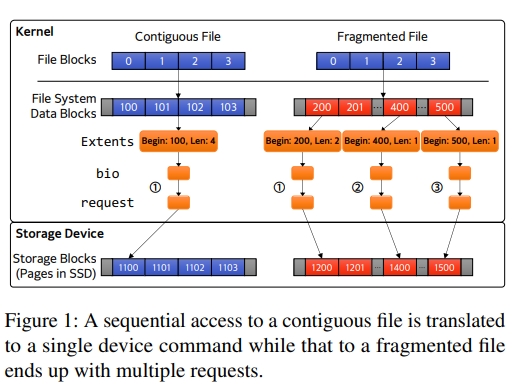 Kernel
Contiguous File
Fragmented File
File Blocks
0 1 2 3
0 1 2 3
File System
Data Blocks
100 101 102 103
200 201 ... 400 ... 500
Extents
Begin: 100, Len: 4
Begin: 200, Len: 2
Begin: 400, Len: 1
Begin: 500, Len: 1
bio
① ① ② ③
request
Storage Device
Storage Blocks
(Pages in SSD)
1100 1101 1102 1103
1200 1201 ... 1400 ... 1500
Figure 1: A sequential access to a contiguous file is translated
to a single device command while that to a fragmented file
ends up with multiple requests.